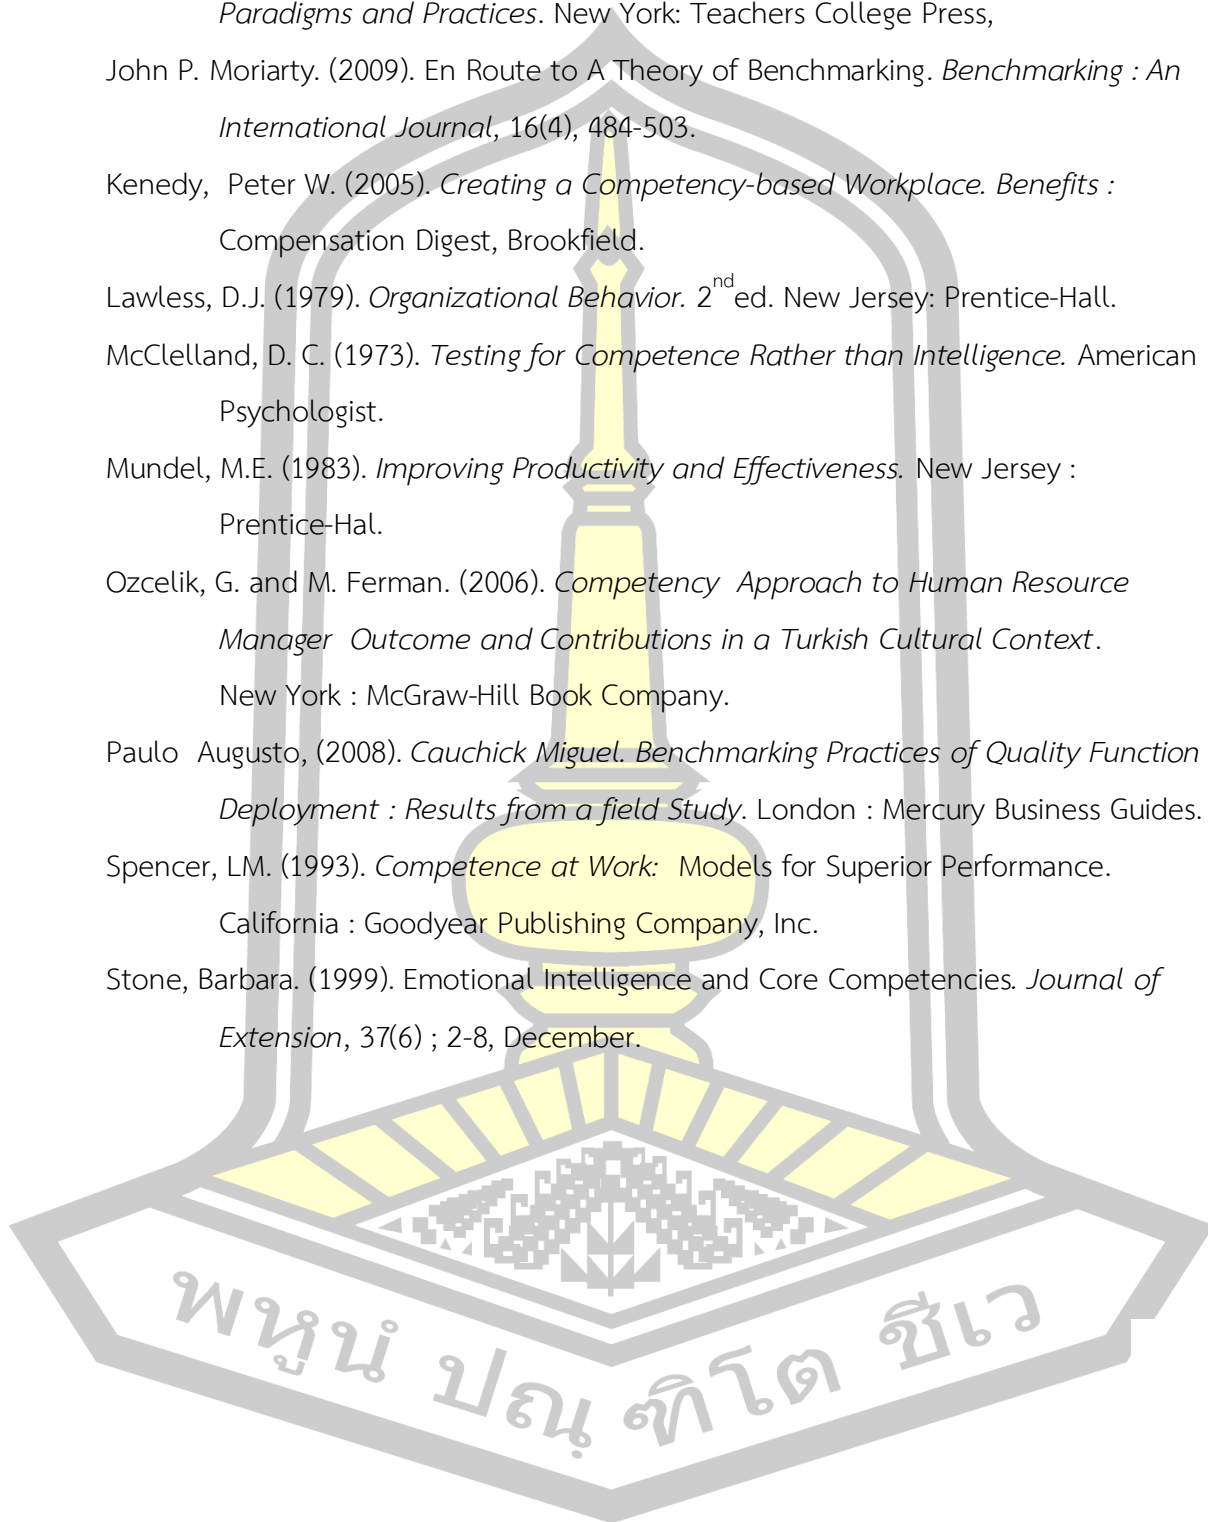 Paradigms and Practices. New York: Teachers College Press,
John P. Moriarty. (2009). En Route to A Theory of Benchmarking. Benchmarking : An
International Journal, 16(4), 484-503.
Kenedy, Peter W. (2005). Creating a Competency-based Workplace. Benefits :
Compensation Digest, Brookfield.
Lawless, D.J. (1979). Organizational Behavior. 2nd ed. New Jersey: Prentice-Hall.
McClelland, D. C. (1973). Testing for Competence Rather than Intelligence. American
Psychologist.
Mundel, M.E. (1983). Improving Productivity and Effectiveness. New Jersey :
Prentice-Hal.
Ozcelik, G. and M. Ferman. (2006). Competency Approach to Human Resource
Manager Outcome and Contributions in a Turkish Cultural Context.
New York : McGraw-Hill Book Company.
Paulo Augusto, (2008). Cauchick Miguel. Benchmarking Practices of Quality Function
Deployment : Results from a field Study. London : Mercury Business Guides.
Spencer, LM. (1993). Competence at Work: Models for Superior Performance.
California : Goodyear Publishing Company, Inc.
Stone, Barbara. (1999). Emotional Intelligence and Core Competencies. Journal of
Extension, 37(6) ; 2-8, December.
พหูนํ ปณฺฑิโต ชีเว